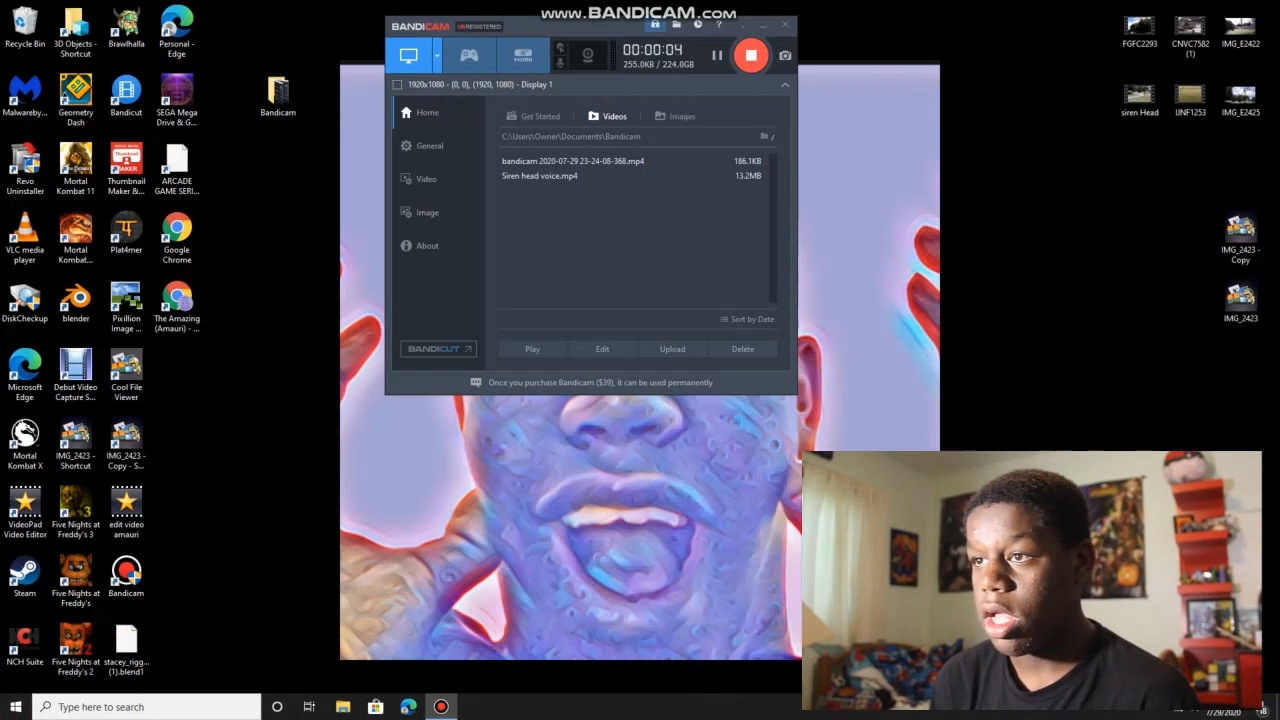 www.BANDICAM.com
BANDICAM UNREGISTERED
HDMI
00:00:04
255.0KB / 224.0GB
1920x1080 - (0, 0), (1920, 1080) - Display 1
Home
General
Video
Image
About
BANDICUT
Get Started
Videos
Images
C:\Users\Owner\Documents\Bandicam
bandicam 2020-07-29 23-24-08-368.mp4 186.1KB
Siren head voice.mp4 13.2MB
Sort by Date
Play Edit Upload Delete
Once you purchase Bandicam ($39), it can be used permanently
Recycle Bin
3D Objects - Shortcut
Brawlhalla
Personal - Edge
Malwareby...
Geometry Dash
Bandicut
SEGA Mega Drive & G...
Bandicam
Revo Uninstaller
Mortal Kombat 11
Thumbnail Maker &...
ARCADE GAME SERI...
VLC media player
Mortal Kombat...
Plat4mer
Google Chrome
DiskCheckup
blender
Pixillion Image ...
The Amazing (Amauri) - ...
Microsoft Edge
Debut Video Capture S...
Cool File Viewer
Mortal Kombat X
IMG_2423 - Shortcut
IMG_2423 - Copy - S...
VideoPad Video Editor
Five Nights at Freddy's 3
edit video amauri
Steam
Five Nights at Freddy's
Bandicam
NCH Suite
Five Nights at Freddy's 2
stacey_rigg... (1).blend1
FGFC2293
CNVC7582 (1)
IMG_E2422
siren Head
UNF1253
IMG_E2425
IMG_2423 - Copy
IMG_2423
Type here to search
7/29/2020